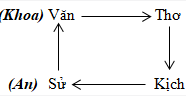 (Khoa) Văn Thơ
(An) Sử Kịch